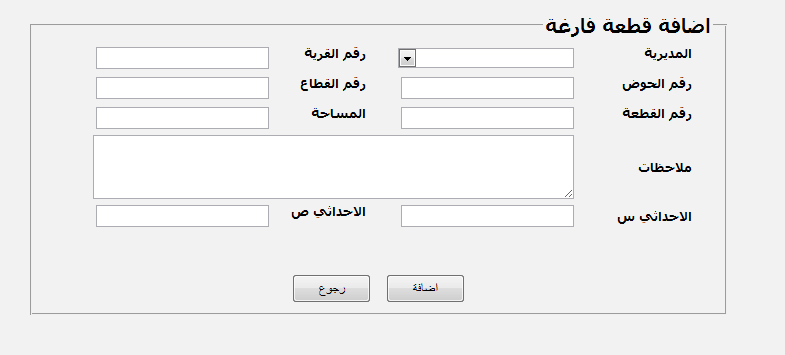 اضافة قطعة فارغة
المديرية رقم القرية
رقم الحوض رقم القطاع
رقم القطعة المساحة
ملاحظات
الاحداثي س الاحداثي ص
اضافة رجوع